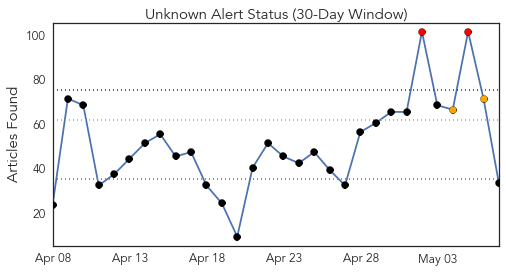 Unknown Alert Status (30-Day Window)
100
80
60
40
20
Articles Found
Apr 08 Apr 13 Apr 18 Apr 23 Apr 28 May 03